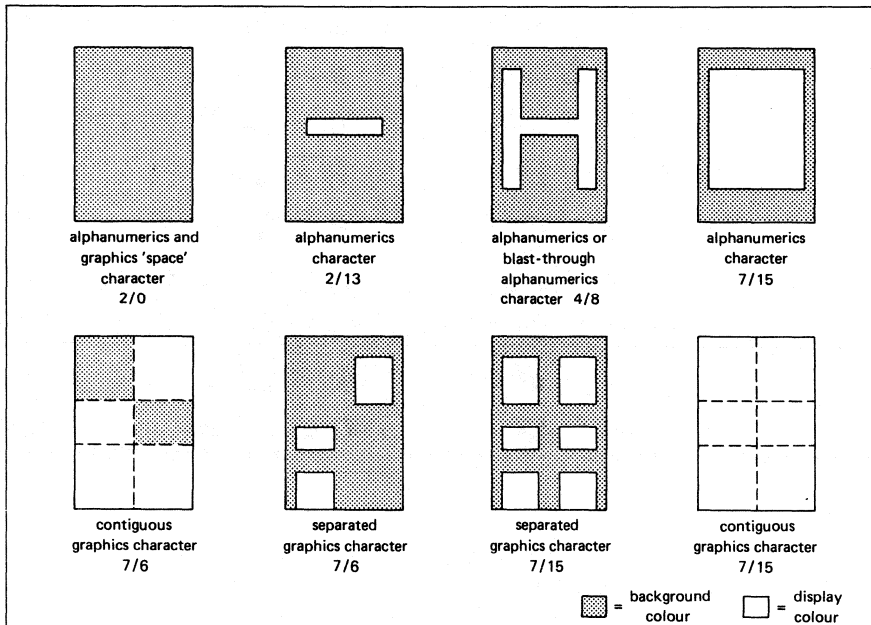 alphanumerics and
graphics 'space'
character
2/0
alphanumerics
character
2/13
alphanumerics or
blast-through
alphanumerics
character 4/8
alphanumerics
character
7/15
contiguous
graphics character
7/6
separated
graphics character
7/6
separated
graphics character
7/15
contiguous
graphics character
7/15
= background
colour
= display
colour